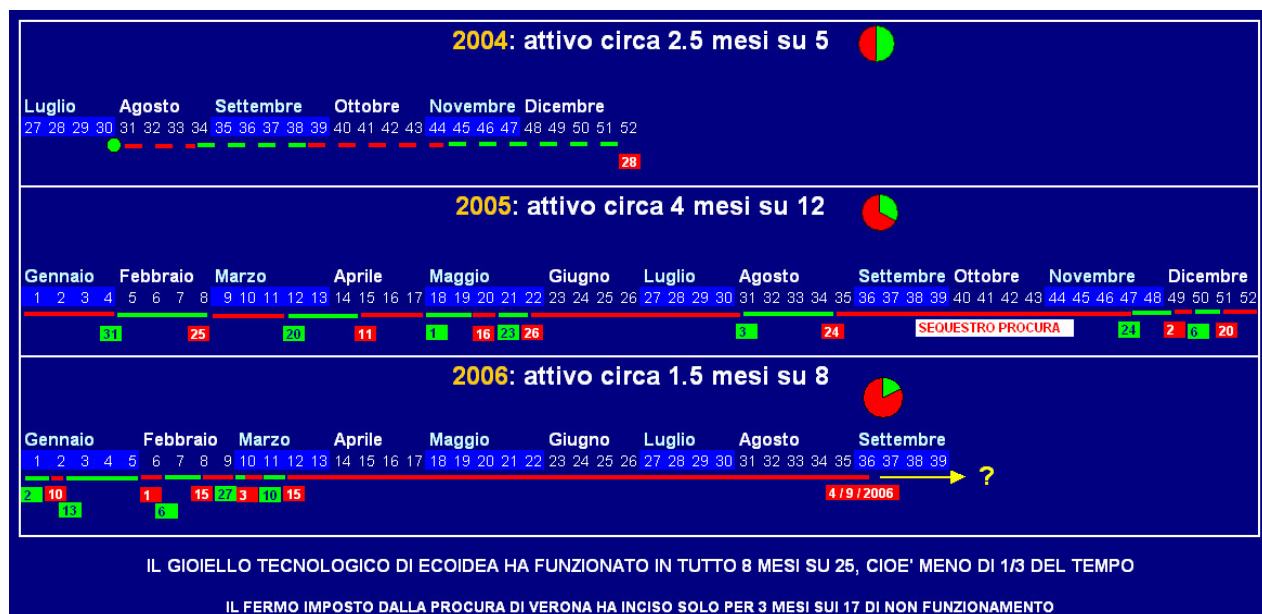 2004: attivo circa 2.5 mesi su 5
Luglio Agosto Settembre Ottobre Novembre Dicembre
27 28 29 30 31 32 33 34 35 36 37 38 39 40 41 42 43 44 45 46 47 48 49 50 51 52
28
2005: attivo circa 4 mesi su 12
Gennaio Febbraio Marzo Aprile Maggio Giugno Luglio Agosto Settembre Ottobre Novembre Dicembre
1 2 3 4 5 6 7 8 9 10 11 12 13 14 15 16 17 18 19 20 21 22 23 24 25 26 27 28 29 30 31 32 33 34 35 36 37 38 39 40 41 42 43 44 45 46 47 48 49 50 51 52
31 25 20 11 1 16 23 26 3 24 SEQUESTRO PROCURA 24 2 6 20
2006: attivo circa 1.5 mesi su 8
Gennaio Febbraio Marzo Aprile Maggio Giugno Luglio Agosto Settembre
1 2 3 4 5 6 7 8 9 10 11 12 13 14 15 16 17 18 19 20 21 22 23 24 25 26 27 28 29 30 31 32 33 34 35 36 37 38 39
?
2 10 1 15 27 3 10 15 4/9/2006
13 6
IL GIOIELLO TECNOLOGICO DI ECOIDEA HA FUNZIONATO IN TUTTO 8 MESI SU 25, CIOE' MENO DI 1/3 DEL TEMPO
IL FERMO IMPOSTO DALLA PROCURA DI VERONA HA INCISO SOLO PER 3 MESI SUI 17 DI NON FUNZIONAMENTO